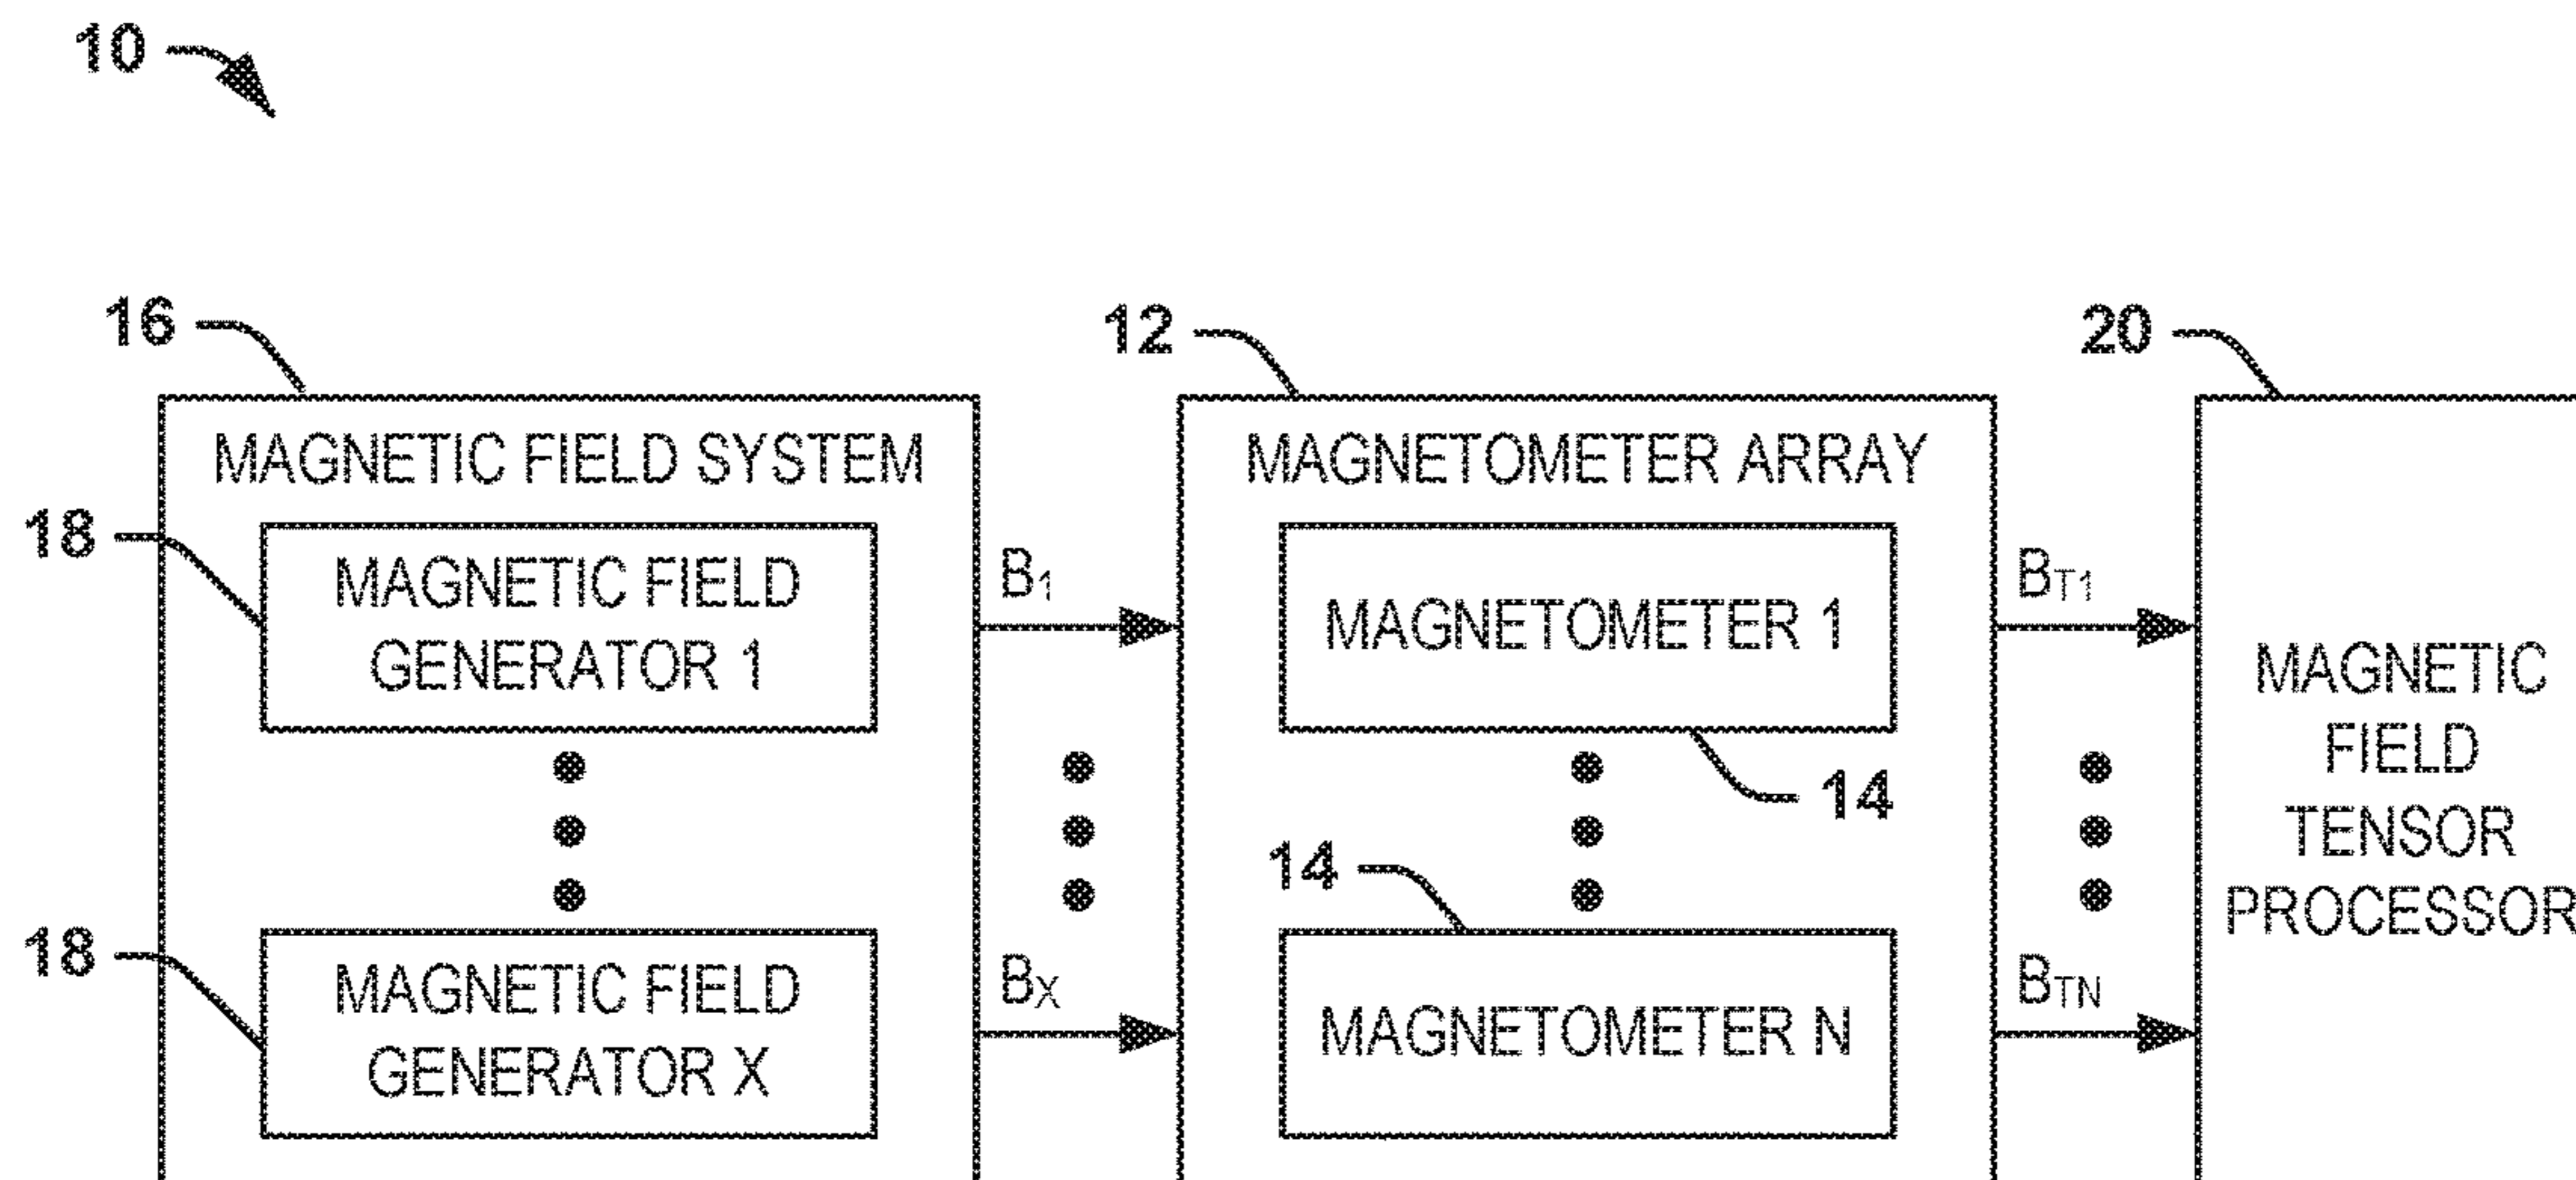 10
16
12
20
MAGNETIC FIELD SYSTEM
MAGNETOMETER ARRAY
18
MAGNETIC FIELD
GENERATOR 1
B1
MAGNETOMETER 1
BT1
MAGNETIC
FIELD
TENSOR
PROCESSOR
14
14
18
MAGNETIC FIELD
GENERATOR X
BX
MAGNETOMETER N
BTN